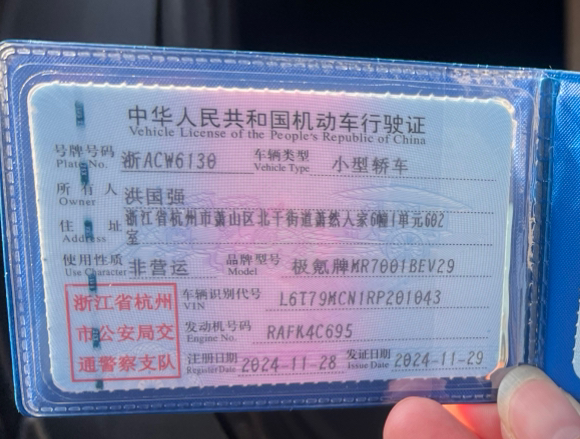 中华人民共和国机动车行驶证
Vehicle License of the People's Republic of China
号牌号码 Plate No. 浙ACW6130 车辆类型 Vehicle Type 小型轿车
所有人 Owner 洪国强
住址 Address 浙江省杭州市萧山区北干街道萧然人家6幢1单元602
室
使用性质 Use Character 非营运 品牌型号 Model 极氪牌MR7001BEV29
浙江省杭州
市公安局交
通警察支队
车辆识别代号 VIN L6T79MCN1RP201043
发动机号码 Engine No. RAFK4C695
注册日期 Register Date 2024-11-28 发证日期 Issue Date 2024-11-29